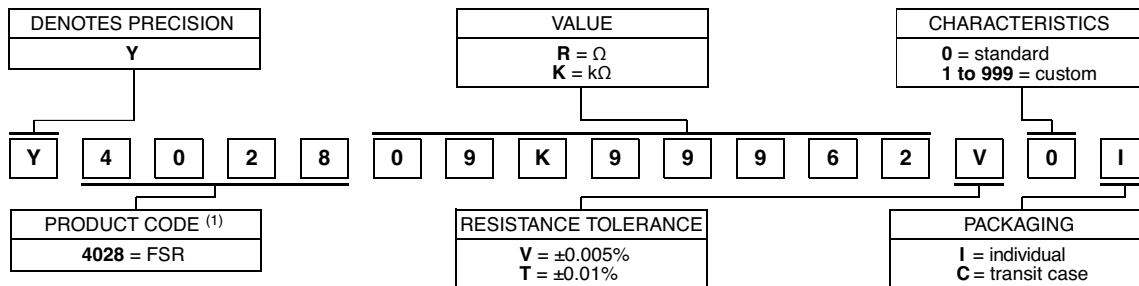 DENOTES PRECISION
Y
VALUE
R = Ω
K = kΩ
CHARACTERISTICS
0 = standard
1 to 999 = custom
Y 4 0 2 8 0 9 K 9 9 9 6 2 V 0 I
PRODUCT CODE (1)
4028 = FSR
RESISTANCE TOLERANCE
V = ±0.005%
T = ±0.01%
PACKAGING
I = individual
C = transit case